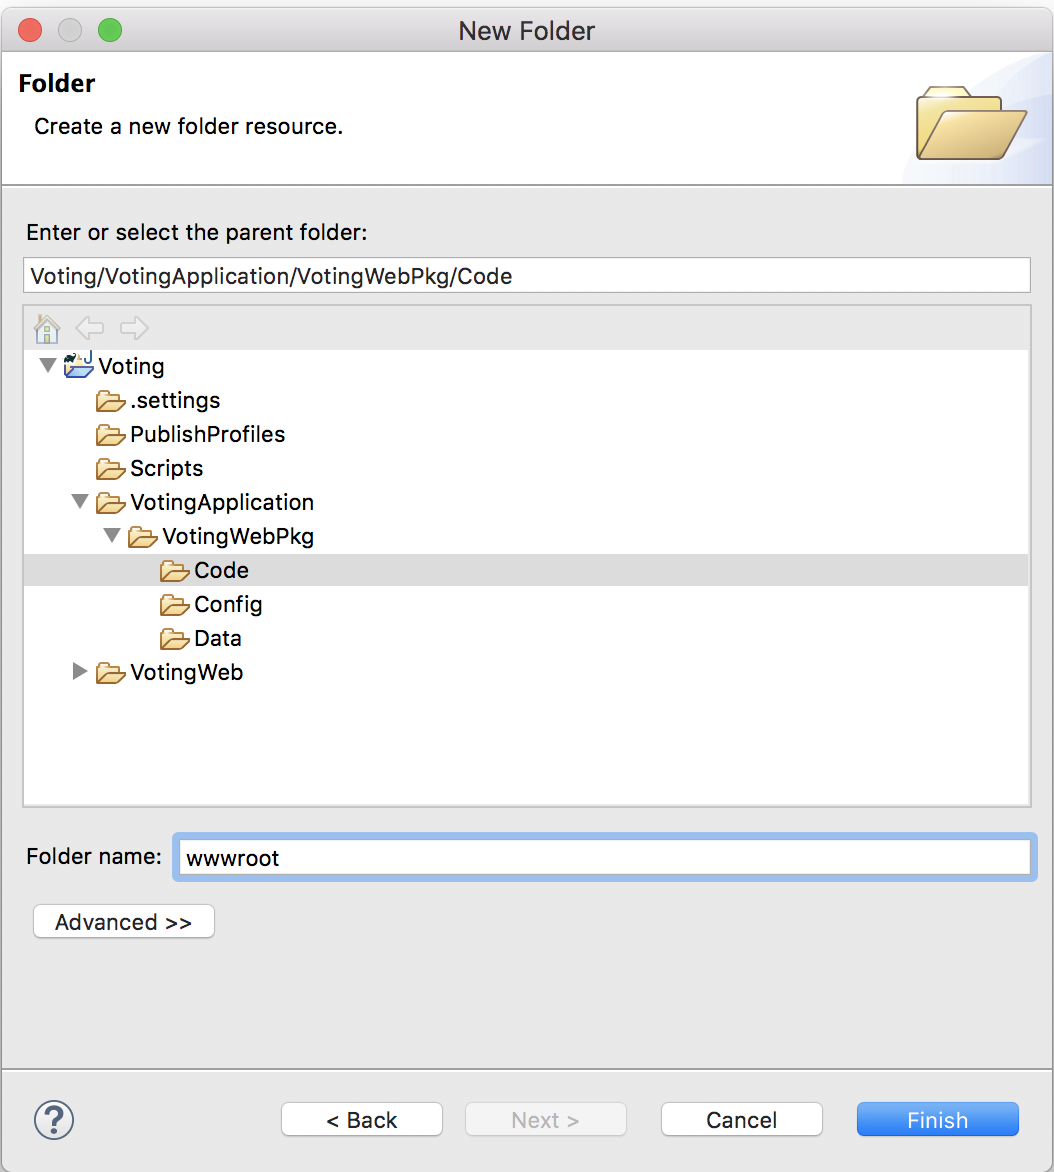 New Folder
Folder
Create a new folder resource.
Enter or select the parent folder:
Voting/VotingApplication/VotingWebPkg/Code
Voting
.settings
PublishProfiles
Scripts
VotingApplication
VotingWebPkg
Code
Config
Data
VotingWeb
Folder name: wwwroot
Advanced >>
? < Back Next > Cancel Finish